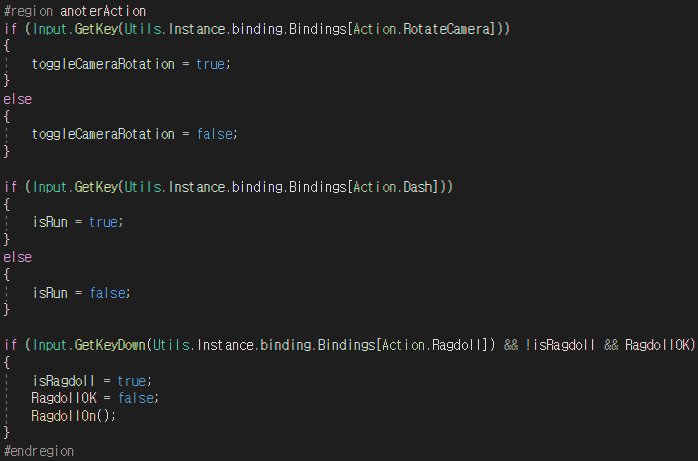 #region anoterAction
if (Input.GetKey(Utils.Instance.binding.Bindings[Action.RotateCamera]))
{
    toggleCameraRotation = true;
}
else
{
    toggleCameraRotation = false;
}

if (Input.GetKey(Utils.Instance.binding.Bindings[Action.Dash]))
{
    isRun = true;
}
else
{
    isRun = false;
}

if (Input.GetKeyDown(Utils.Instance.binding.Bindings[Action.Ragdoll]) && !isRagdoll && RagdollOK)
{
    isRagdoll = true;
    RagdollOK = false;
    RagdollOn();
}
#endregion